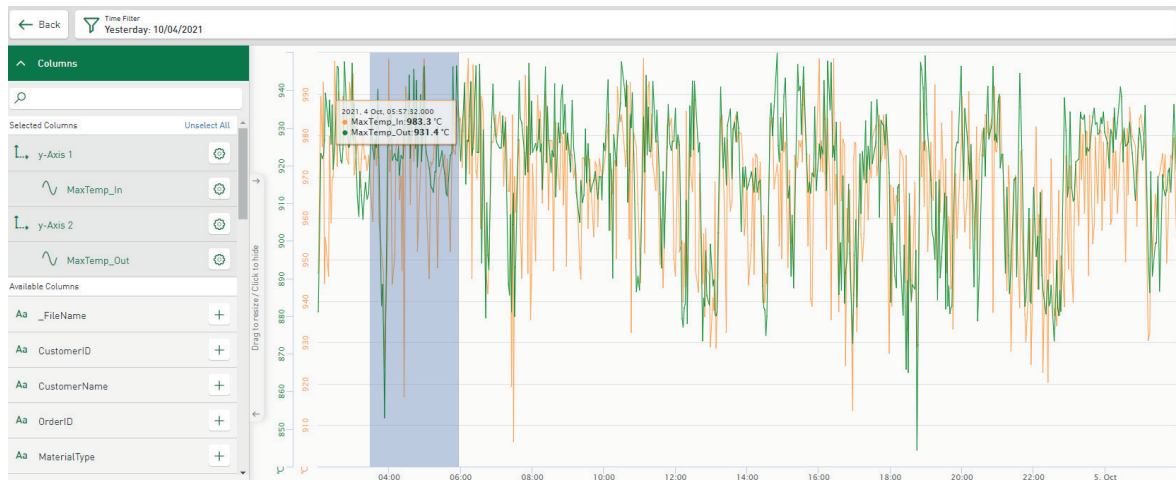 Back
Time Filter
Yesterday: 10/04/2021
Columns
Selected Columns
Unselect All
y-Axis 1
MaxTemp_In
y-Axis 2
MaxTemp_Out
Available Columns
Aa _FileName
Aa CustomerID
Aa CustomerName
Aa OrderID
Aa MaterialType
Drag to resize / Click to hide
940
930
920
910
900
890
880
870
860
850
°C
990
980
970
960
950
940
930
920
910
°C
2021, 4 Oct, 05:57:32.000
MaxTemp_In: 983.3 °C
MaxTemp_Out: 931.4 °C
04:00 06:00 08:00 10:00 12:00 14:00 16:00 18:00 20:00 22:00 5. Oct